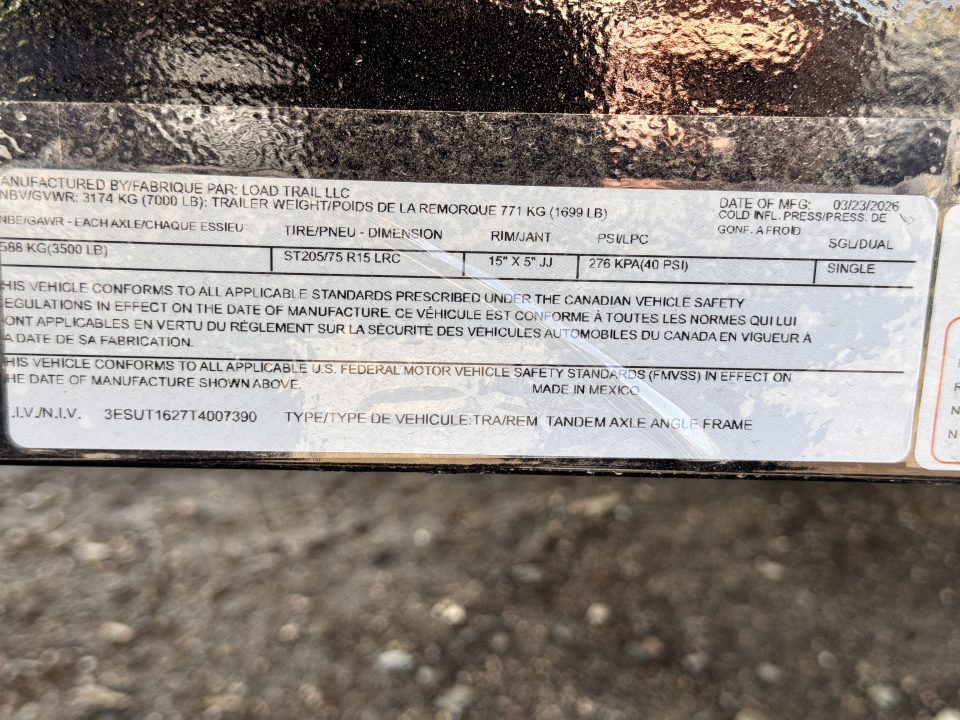 ANUFACTURED BY/FABRIQUE PAR: LOAD TRAIL LLC
NBV/GVWR: 3174 KG (7000 LB): TRAILER WEIGHT/POIDS DE LA REMORQUE 771 KG (1699 LB)
DATE OF MFG: 03/23/2026
COLD INFL. PRESS/PRESS. DE
GONF. A FROID
NBE/GAWR - EACH AXLE/CHAQUE ESSIEU TIRE/PNEU - DIMENSION RIM/JANT PSI/LPC SGL/DUAL
588 KG(3500 LB) ST205/75 R15 LRC 15" X 5" JJ 276 KPA(40 PSI) SINGLE
HIS VEHICLE CONFORMS TO ALL APPLICABLE STANDARDS PRESCRIBED UNDER THE CANADIAN VEHICLE SAFETY
EGULATIONS IN EFFECT ON THE DATE OF MANUFACTURE. CE VÉHICULE EST CONFORME À TOUTES LES NORMES QUI LUI
ONT APPLICABLES EN VERTU DU RÈGLEMENT SUR LA SÉCURITÉ DES VÉHICULES AUTOMOBILES DU CANADA EN VIGUEUR À
A DATE DE SA FABRICATION.
HIS VEHICLE CONFORMS TO ALL APPLICABLE U.S. FEDERAL MOTOR VEHICLE SAFETY STANDARDS (FMVSS) IN EFFECT ON
HE DATE OF MANUFACTURE SHOWN ABOVE. MADE IN MEXICO
.I.V./N.I.V. 3ESUT1627T4007390 TYPE/TYPE DE VEHICULE:TRA/REM TANDEM AXLE ANGLE FRAME